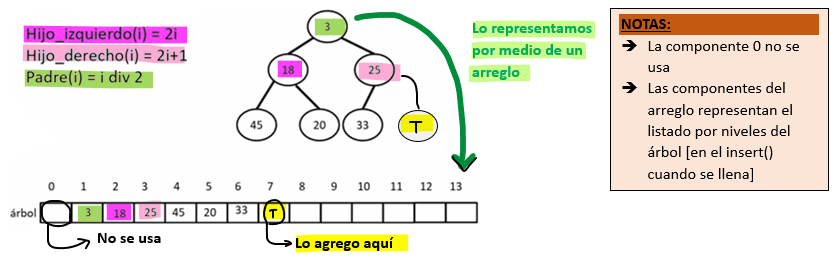 Hijo_izquierdo(i) = 2i
Hijo_derecho(i) = 2i+1
Padre(i) = i div 2
3
18
25
45
20
33
T
Lo representamos
por medio de un
arreglo
NOTAS:
➔ La componente 0 no se
usa
➔ Las componentes del
arreglo representan el
listado por niveles del
árbol [en el insert()
cuando se llena]
0 1 2 3 4 5 6 7 8 9 10 11 12 13
árbol 3 18 25 45 20 33 T
No se usa
Lo agrego aquí